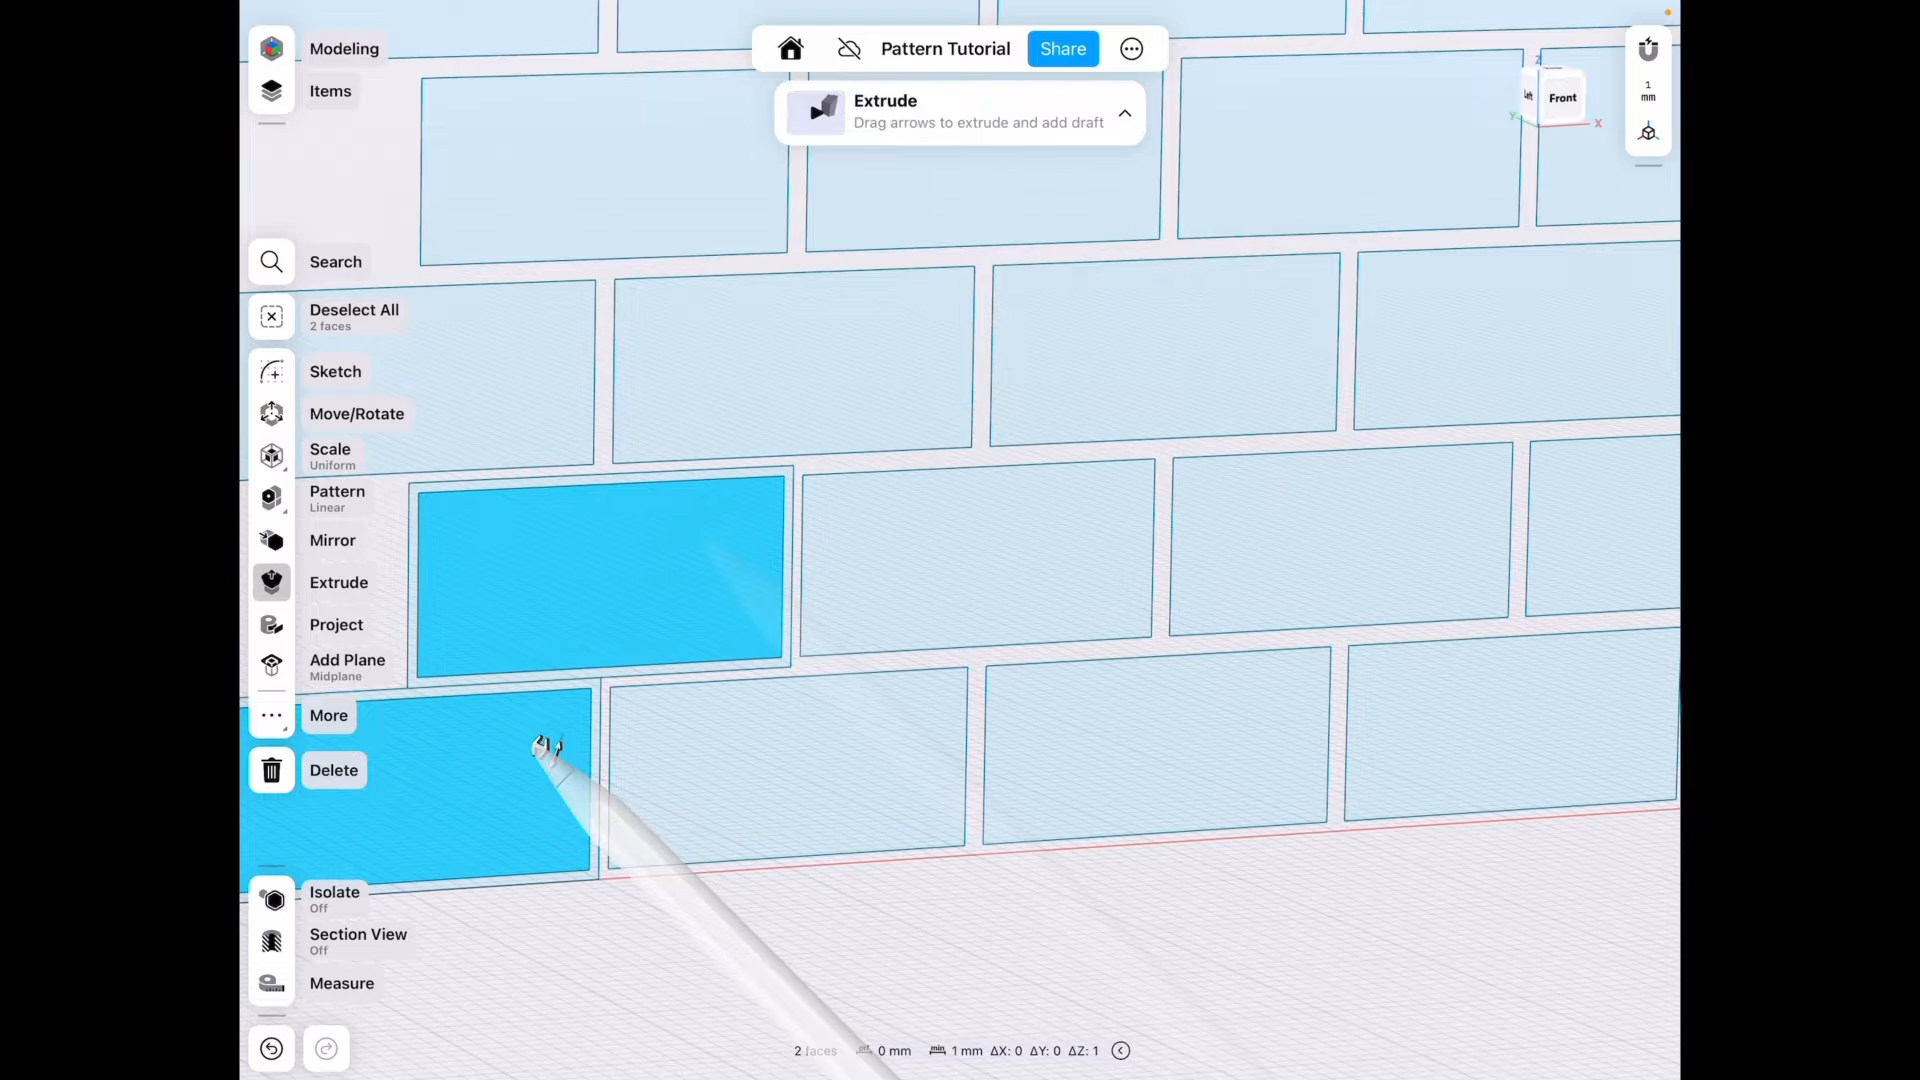 Modeling
Items
Pattern Tutorial
Share
Extrude
Drag arrows to extrude and add draft
Z
Left
Front
Y
X
1
mm
Search
Deselect All
2 faces
Sketch
Move/Rotate
Scale
Uniform
Pattern
Linear
Mirror
Extrude
Project
Add Plane
Midplane
More
Delete
Isolate
Off
Section View
Off
Measure
2 faces 0 mm min 1 mm ΔX: 0 ΔY: 0 ΔZ: 1